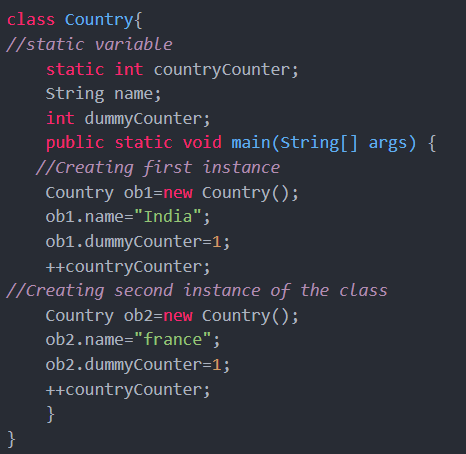 class Country{
//static variable
static int countryCounter;
String name;
int dummyCounter;
public static void main(String[] args) {
//Creating first instance
Country ob1=new Country();
ob1.name="India";
ob1.dummyCounter=1;
++countryCounter;
//Creating second instance of the class
Country ob2=new Country();
ob2.name="france";
ob2.dummyCounter=1;
++countryCounter;
}
}